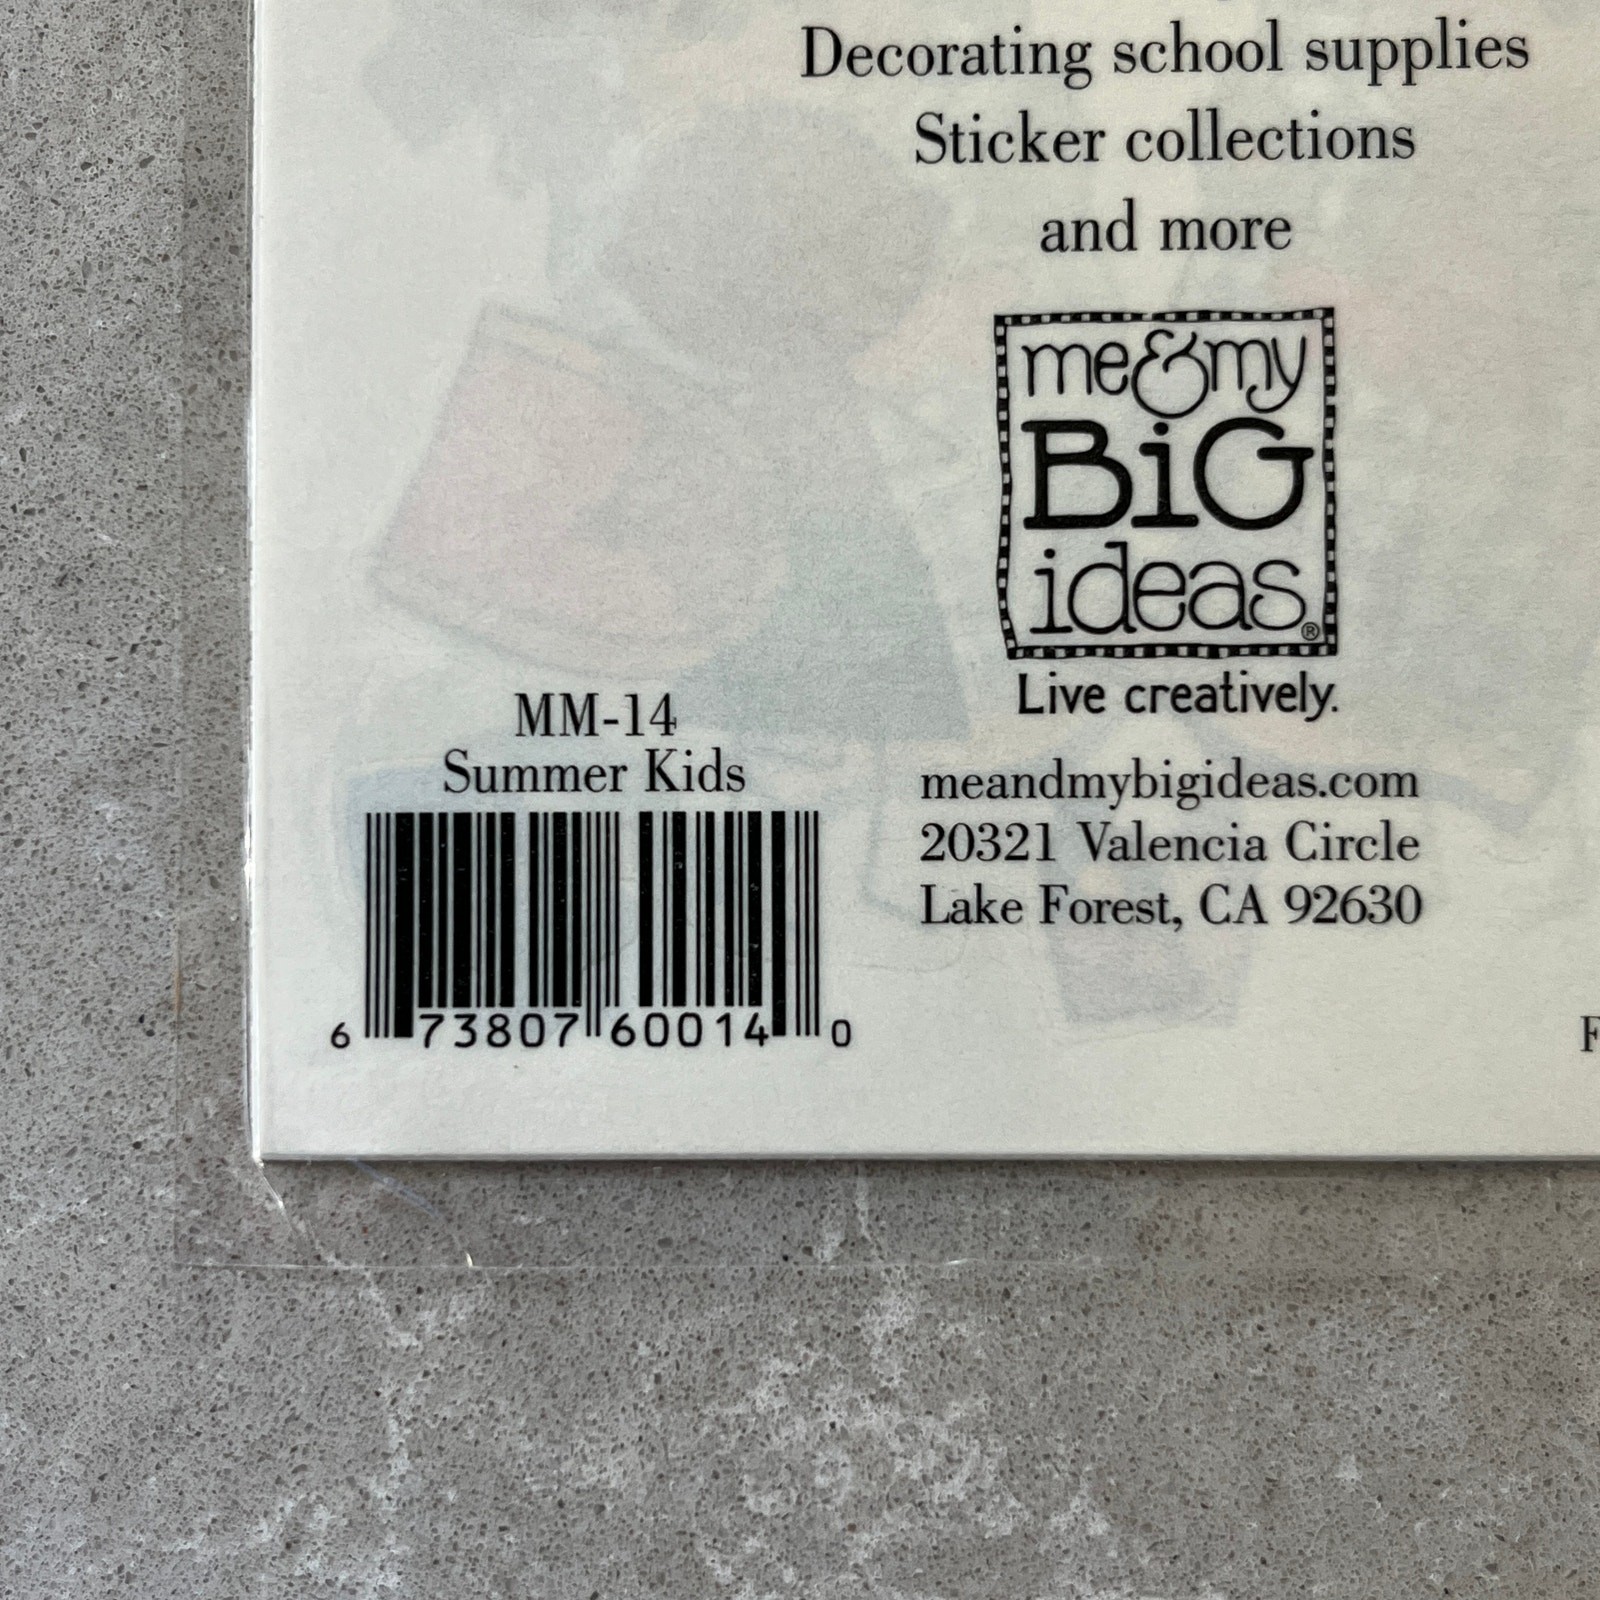 Decorating school supplies
Sticker collections
and more
me&my
BiG
ideas®
Live creatively.
MM-14
Summer Kids
meandmybigideas.com
20321 Valencia Circle
Lake Forest, CA 92630
6 73807 60014 0
F